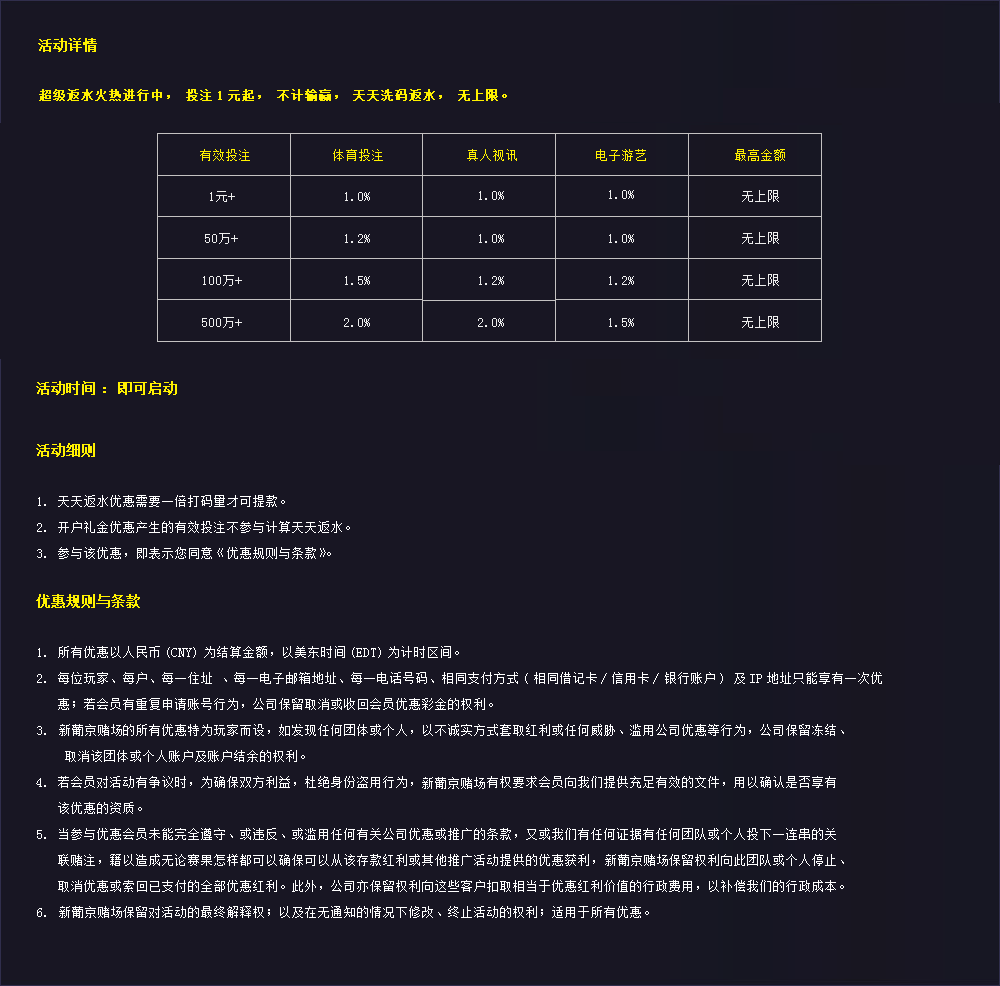 活动详情
超级返水火热进行中， 投注 1 元起， 不计输赢， 天天洗码返水， 无上限。
有效投注 体育投注 真人视讯 电子游艺 最高金额
1元+ 1.0% 1.0% 1.0% 无上限
50万+ 1.2% 1.0% 1.0% 无上限
100万+ 1.5% 1.2% 1.2% 无上限
500万+ 2.0% 2.0% 1.5% 无上限
活动时间 ：即可启动
活动细则
1. 天天返水优惠需要一倍打码量才可提款。
2. 开户礼金优惠产生的有效投注不参与计算天天返水。
3. 参与该优惠，即表示您同意《优惠规则与条款》。
优惠规则与条款
1. 所有优惠以人民币 (CNY) 为结算金额，以美东时间 (EDT) 为计时区间。
2. 每位玩家、每户、每一住址 、每一电子邮箱地址、每一电话号码、相同支付方式 ( 相同借记卡 / 信用卡 / 银行账户 ) 及 IP 地址只能享有一次优
惠；若会员有重复申请账号行为，公司保留取消或收回会员优惠彩金的权利。
3. 新葡京赌场的所有优惠特为玩家而设，如发现任何团体或个人，以不诚实方式套取红利或任何威胁、滥用公司优惠等行为，公司保留冻结、
取消该团体或个人账户及账户结余的权利。
4. 若会员对活动有争议时，为确保双方利益，杜绝身份盗用行为，新葡京赌场有权要求会员向我们提供充足有效的文件，用以确认是否享有
该优惠的资质。
5. 当参与优惠会员未能完全遵守、或违反、或滥用任何有关公司优惠或推广的条款，又或我们有任何证据有任何团队或个人投下一连串的关
联赌注，藉以造成无论赛果怎样都可以确保可以从该存款红利或其他推广活动提供的优惠获利，新葡京赌场保留权利向此团队或个人停止、
取消优惠或索回已支付的全部优惠红利。此外，公司亦保留权利向这些客户扣取相当于优惠红利价值的行政费用，以补偿我们的行政成本。
6. 新葡京赌场保留对活动的最终解释权；以及在无通知的情况下修改、终止活动的权利；适用于所有优惠。